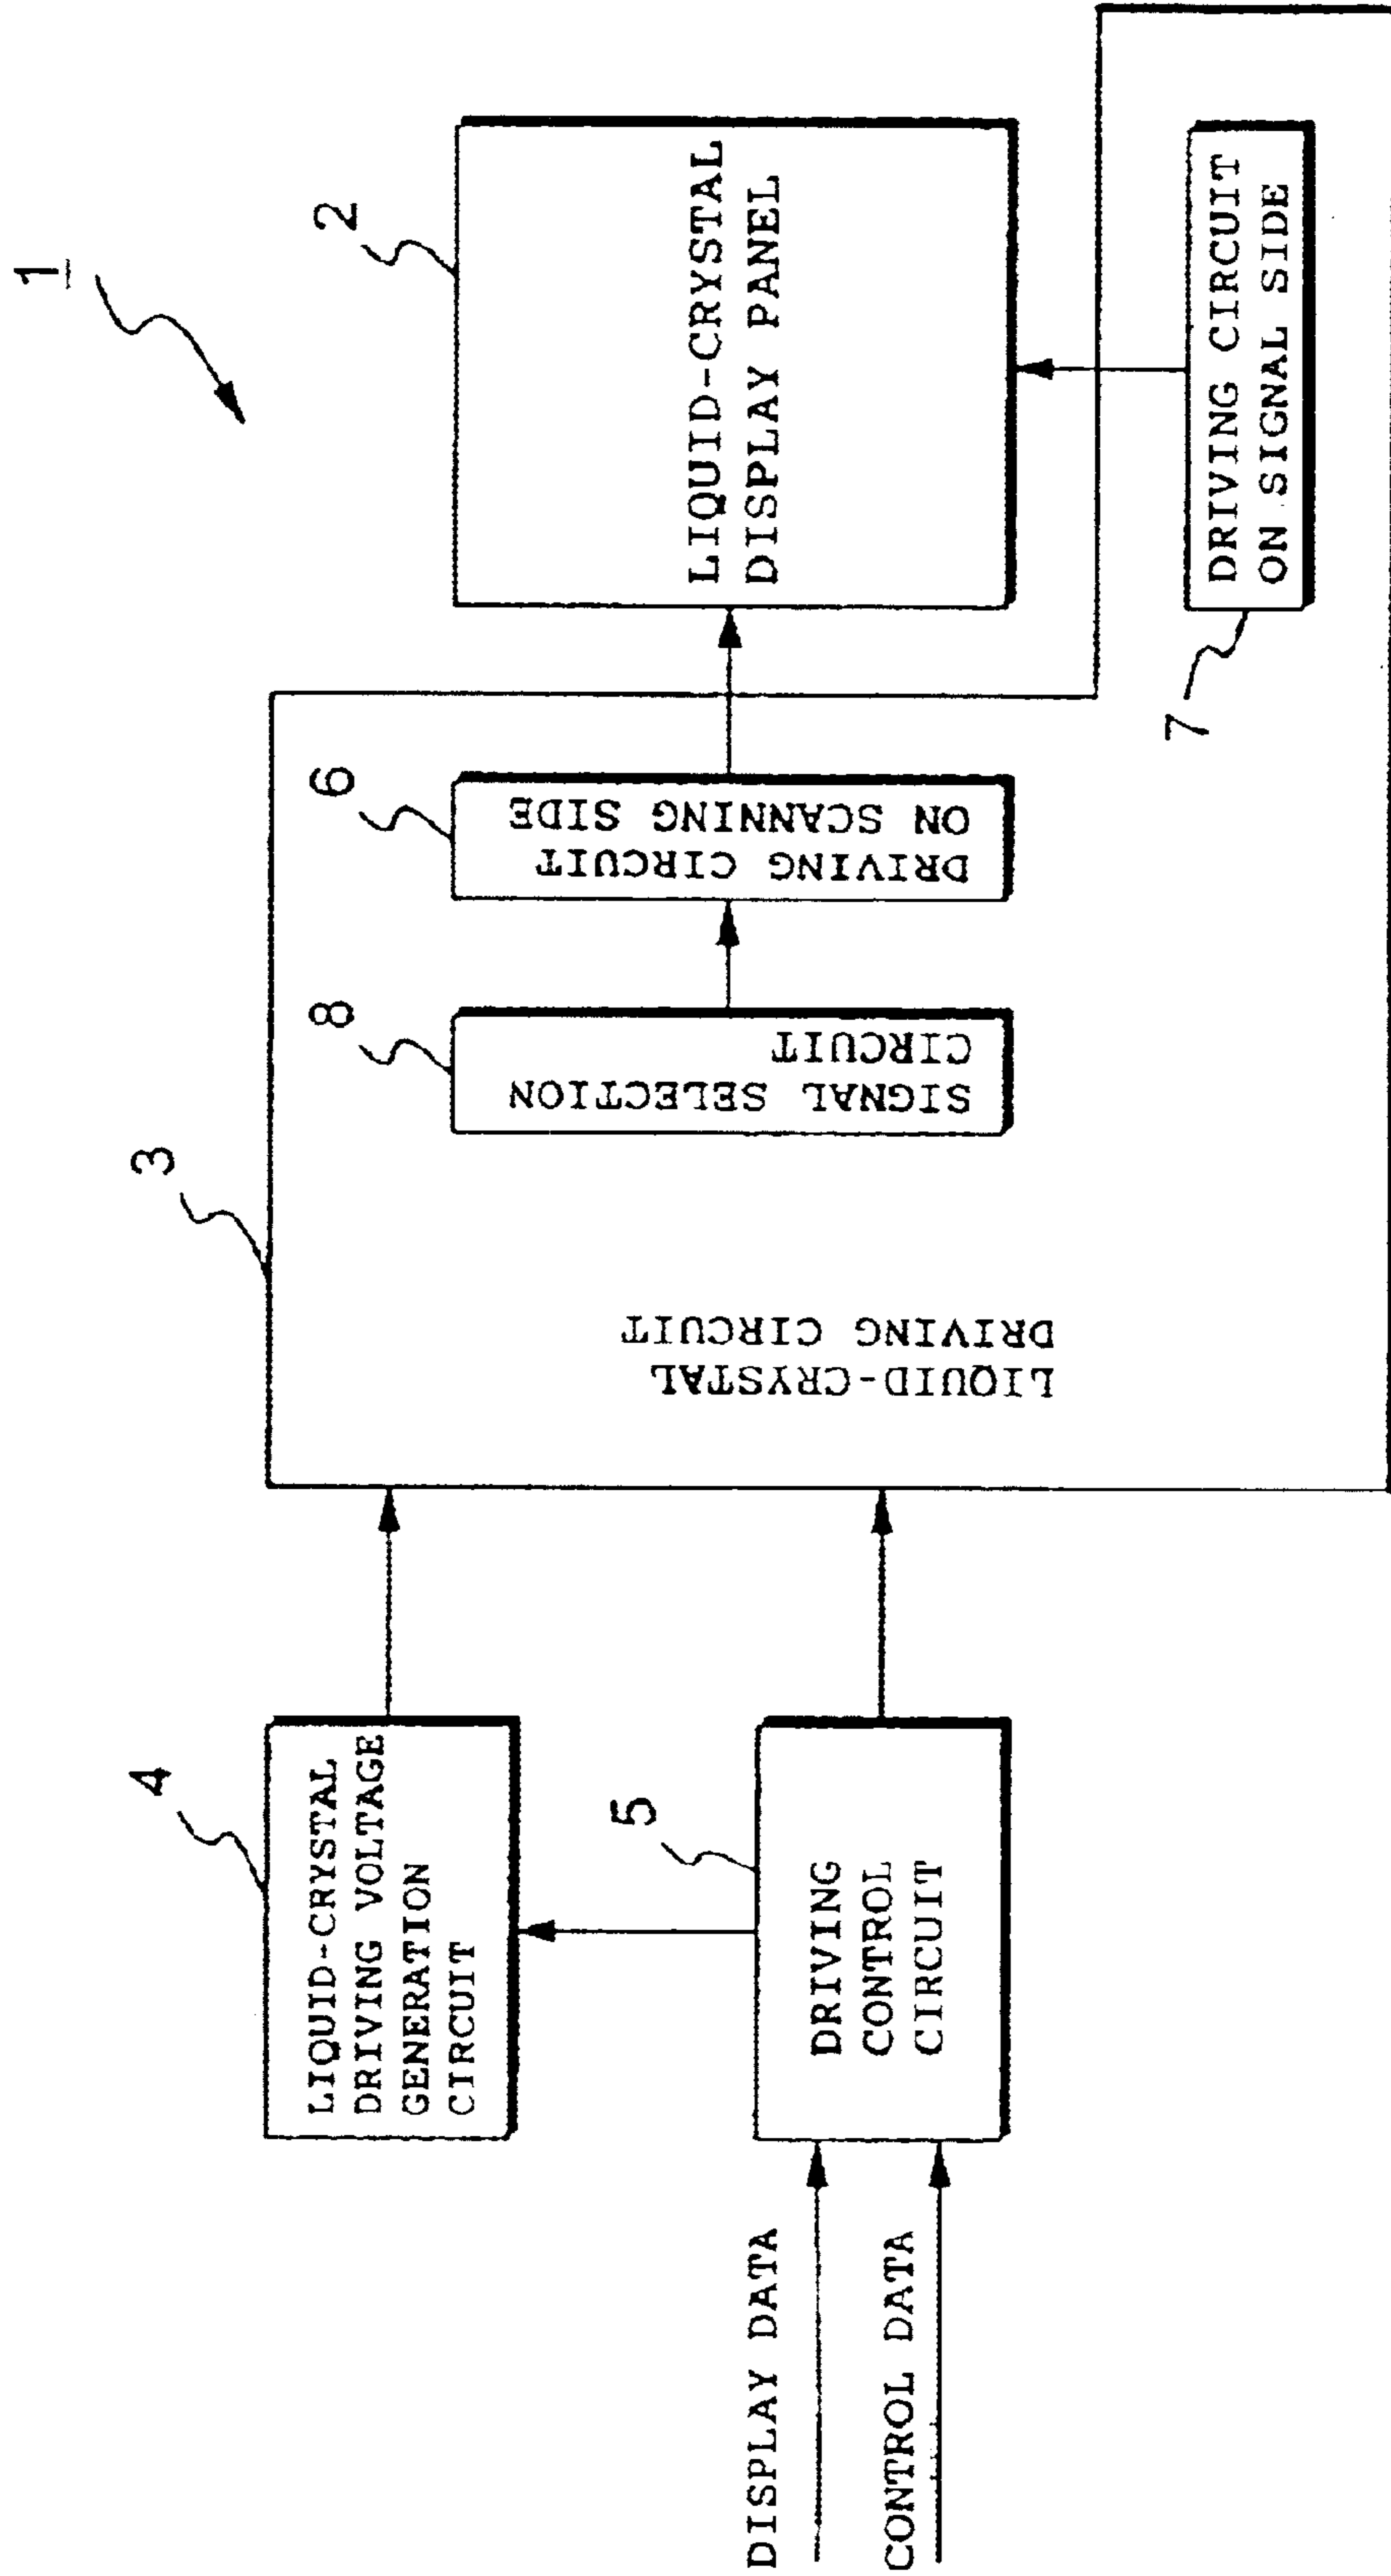 1
2
LIQUID-CRYSTAL
DISPLAY PANEL
3
6
DRIVING CIRCUIT
ON SCANNING SIDE
8
SIGNAL SELECTION
CIRCUIT
LIQUID-CRYSTAL
DRIVING CIRCUIT
7
DRIVING CIRCUIT
ON SIGNAL SIDE
4
LIQUID-CRYSTAL
DRIVING VOLTAGE
GENERATION
CIRCUIT
5
DRIVING
CONTROL
CIRCUIT
DISPLAY DATA
CONTROL DATA